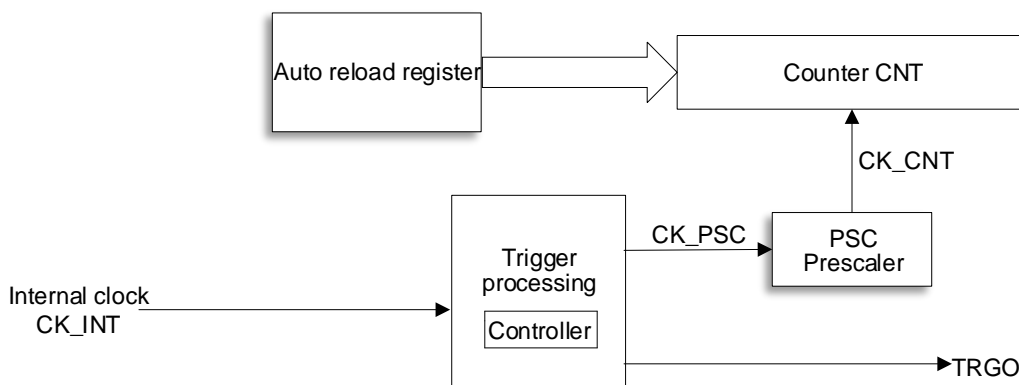 Auto reload register
Counter CNT
CK_CNT
CK_PSC
PSC
Prescaler
Trigger
processing
Controller
Internal clock
CK_INT
TRGO